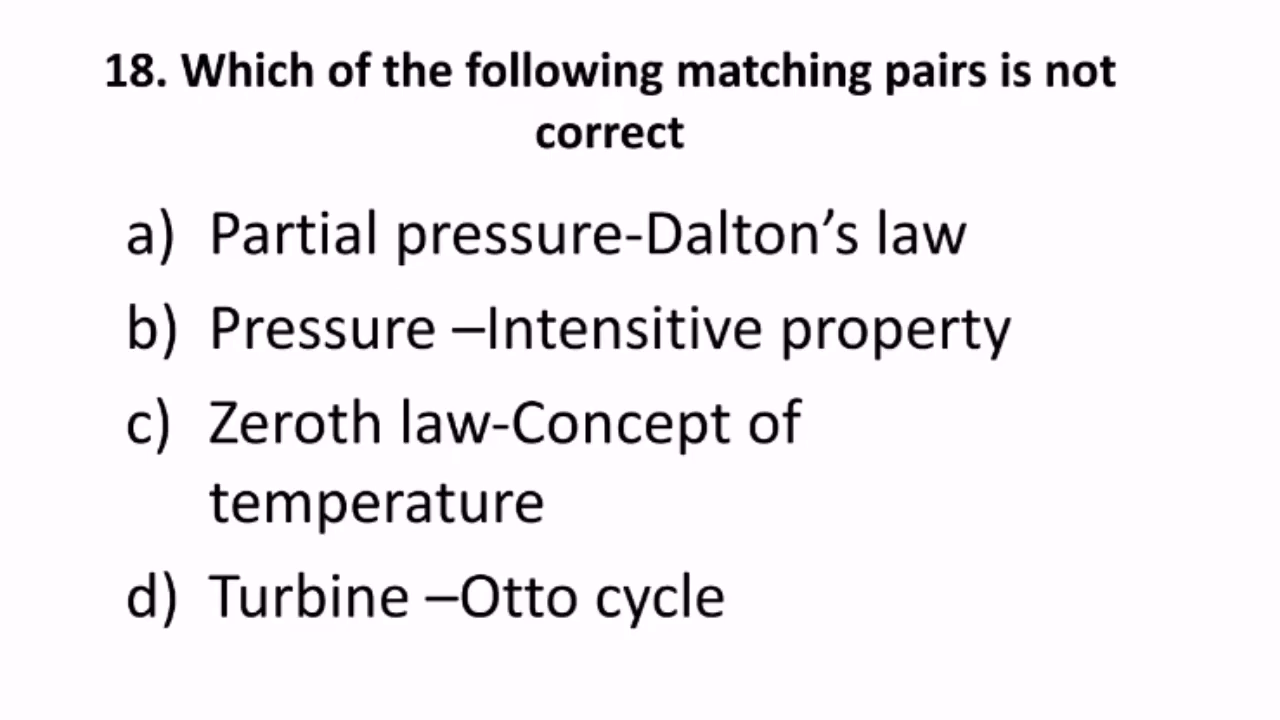 18. Which of the following matching pairs is not
correct
a) Partial pressure-Dalton’s law
b) Pressure –Intensitive property
c) Zeroth law-Concept of
temperature
d) Turbine –Otto cycle